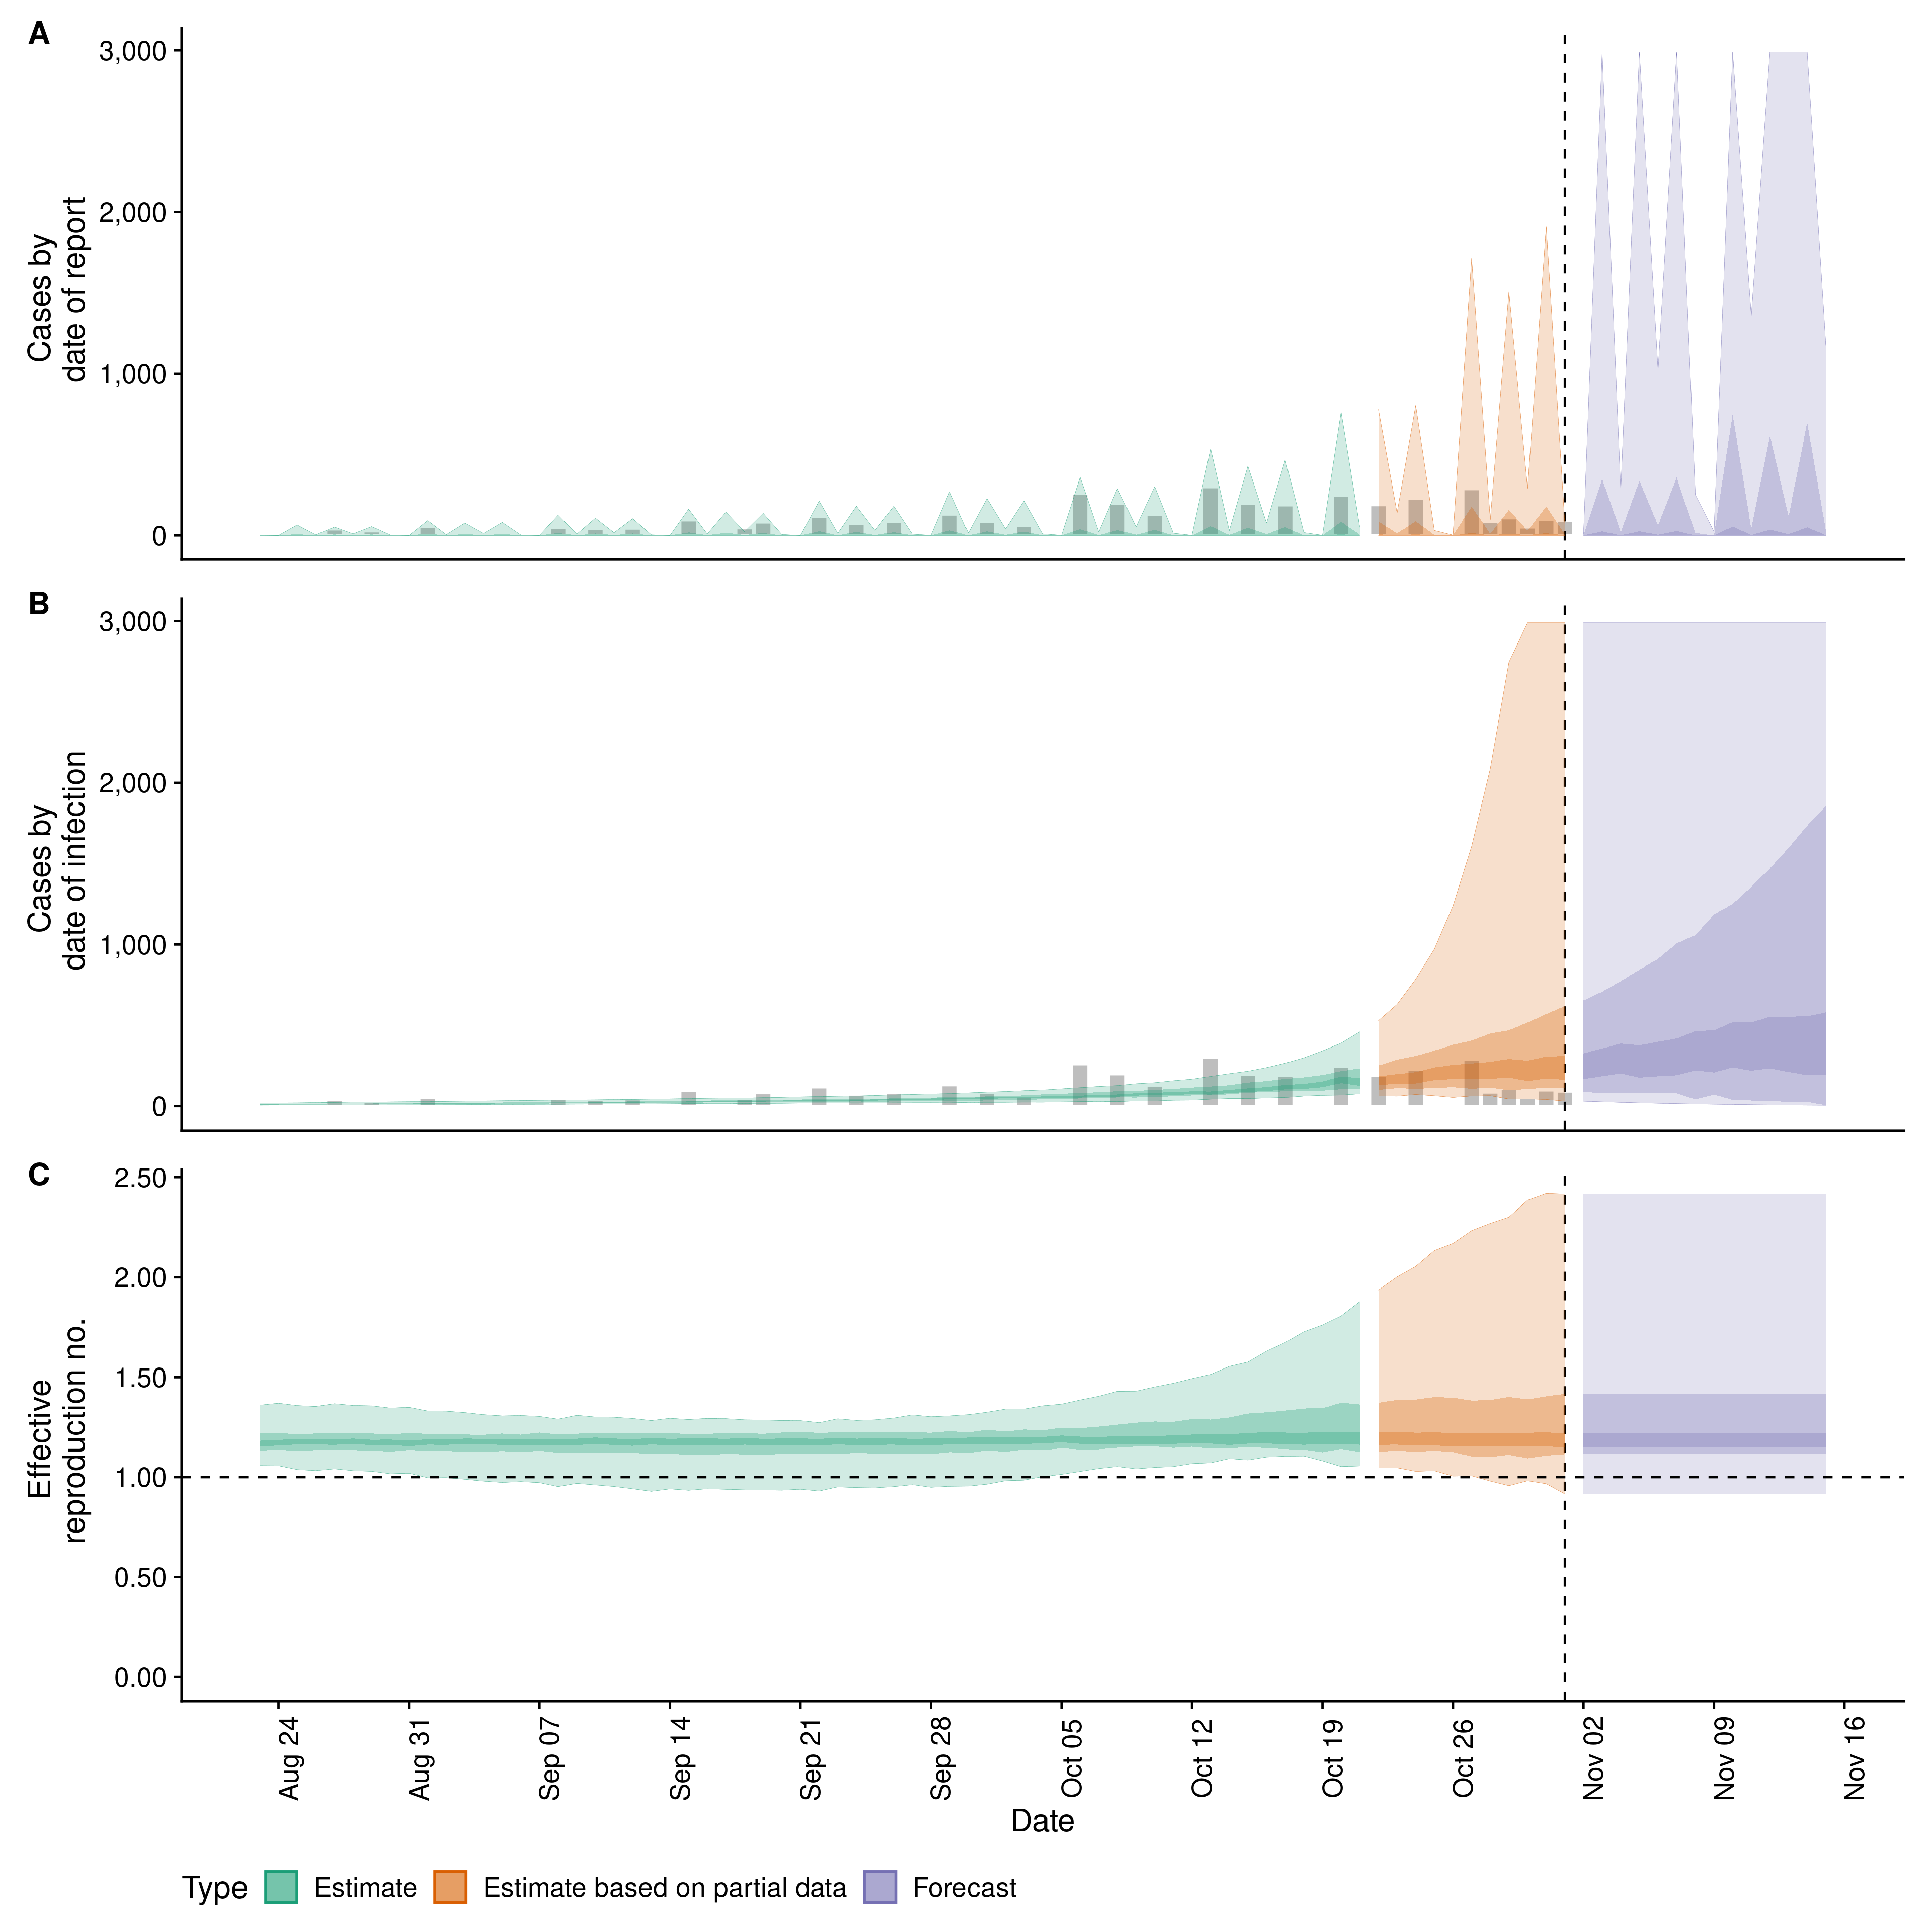 A
Cases by
date of report
3,000
2,000
1,000
0
B
Cases by
date of infection
3,000
2,000
1,000
0
C
Effective
reproduction no.
2.50
2.00
1.50
1.00
0.50
0.00
Aug 24
Aug 31
Sep 07
Sep 14
Sep 21
Sep 28
Oct 05
Oct 12
Oct 19
Oct 26
Nov 02
Nov 09
Nov 16
Date
Type Estimate Estimate based on partial data Forecast